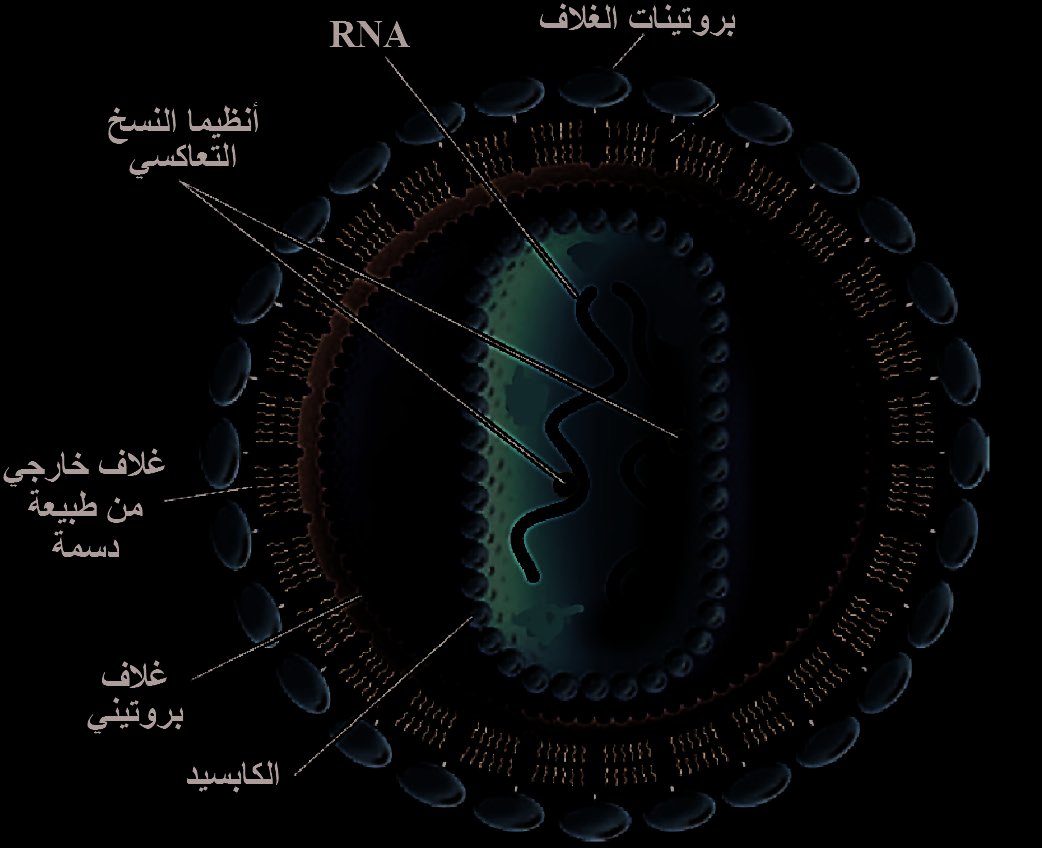 بروتينات الغلاف
RNA
أنظيما النسخ
التعاكسي
غلاف خارجي
من طبيعة
دسمة
غلاف
بروتيني
الكابسيد